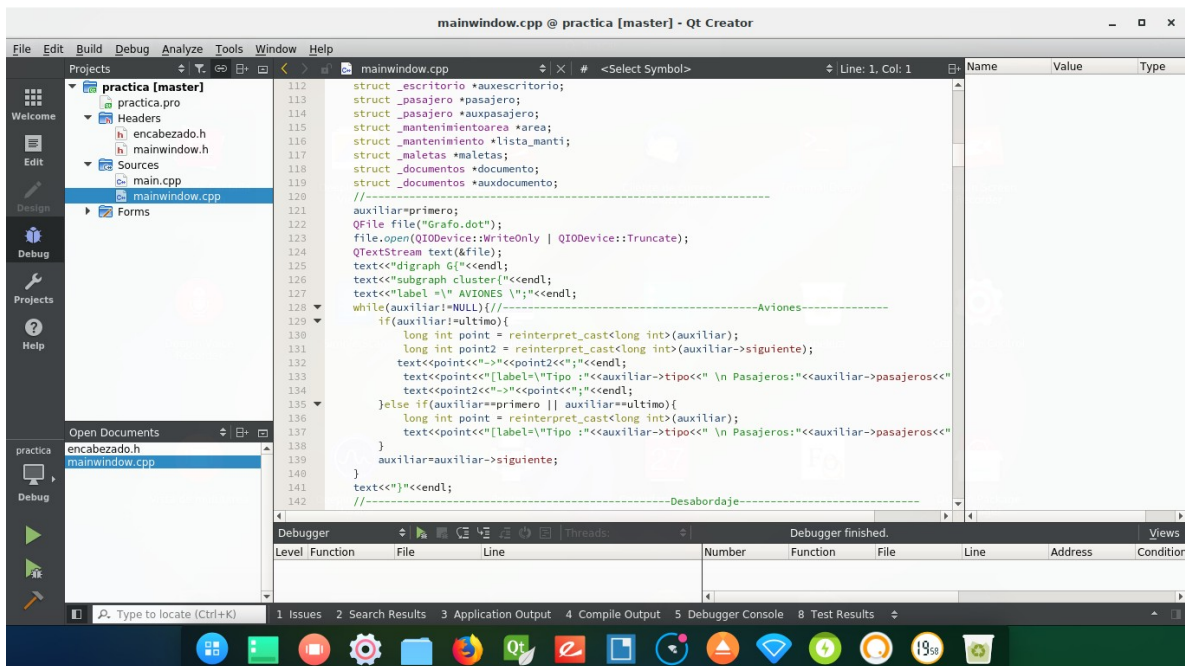 mainwindow.cpp @ practica [master] - Qt Creator
File Edit Build Debug Analyze Tools Window Help
Projects
mainwindow.cpp # <Select Symbol> Line: 1, Col: 1
Name Value Type
Welcome
Edit
Design
Debug
Projects
Help
practica
Debug
practica [master]
practica.pro
Headers
encabezado.h
mainwindow.h
Sources
main.cpp
mainwindow.cpp
Forms
Open Documents
encabezado.h
mainwindow.cpp
112 struct _escritorio *auxescritorio;
113 struct _pasajero *pasajero;
114 struct _pasajero *auxpasajero;
115 struct _mantenimientoarea *area;
116 struct _mantenimiento *lista_manti;
117 struct _maletas *maletas;
118 struct _documentos *documento;
119 struct _documentos *auxdocumento;
120 //-----------------------------------------------------------------
121 auxiliar=primero;
122 QFile file("Grafo.dot");
123 file.open(QIODevice::WriteOnly | QIODevice::Truncate);
124 QTextStream text(&file);
125 text<<"digraph G{"<<endl;
126 text<<"subgraph cluster{"<<endl;
127 text<<"label =\" AVIONES \";"<<endl;
128 while(auxiliar!=NULL){//-----------------------------------------Aviones--------------
129 if(auxiliar!=ultimo){
130 long int point = reinterpret_cast<long int>(auxiliar);
131 long int point2 = reinterpret_cast<long int>(auxiliar->siguiente);
132 text<<point<<"->"<<point2<<";"<<endl;
133 text<<point<<"[label=\"Tipo :"<<auxiliar->tipo<<" \n Pasajeros:"<<auxiliar->pasajeros<<"
134 text<<point2<<"->"<<point<<";"<<endl;
135 }else if(auxiliar==primero || auxiliar==ultimo){
136 long int point = reinterpret_cast<long int>(auxiliar);
137 text<<point<<"[label=\"Tipo :"<<auxiliar->tipo<<" \n Pasajeros:"<<auxiliar->pasajeros<<"
138 }
139 auxiliar=auxiliar->siguiente;
140 }
141 text<<"}"<<endl;
142 //-------------------------------------------------Desabordaje-----------------------------
Debugger Threads: Debugger finished. Views
Level Function File Line Number Function File Line Address Condition
Type to locate (Ctrl+K) 1 Issues 2 Search Results 3 Application Output 4 Compile Output 5 Debugger Console 8 Test Results
Qt
19 58